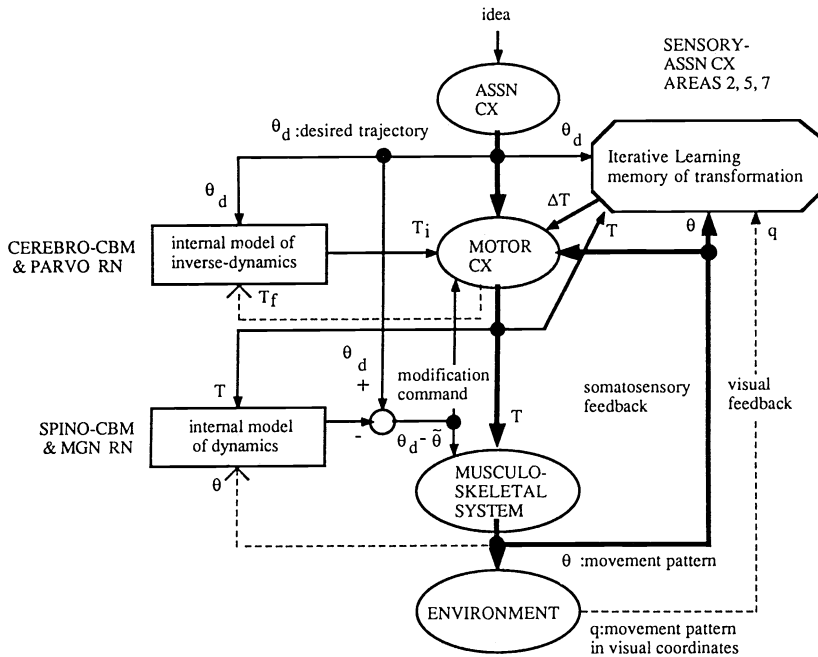 idea
SENSORY-
ASSN CX
AREAS 2, 5, 7
ASSN
CX
θd :desired trajectory
θd
Iterative Learning
memory of transformation
θd
ΔT
T
θ
q
CEREBRO-CBM
& PARVO RN
internal model of
inverse-dynamics
Ti
MOTOR
CX
Tf
θd
+
modification
command
somatosensory
feedback
visual
feedback
T
T
SPINO-CBM
& MGN RN
internal model
of dynamics
-
θd - θ̃
θ
MUSCULO-
SKELETAL
SYSTEM
θ :movement pattern
ENVIRONMENT
q:movement pattern
in visual coordinates